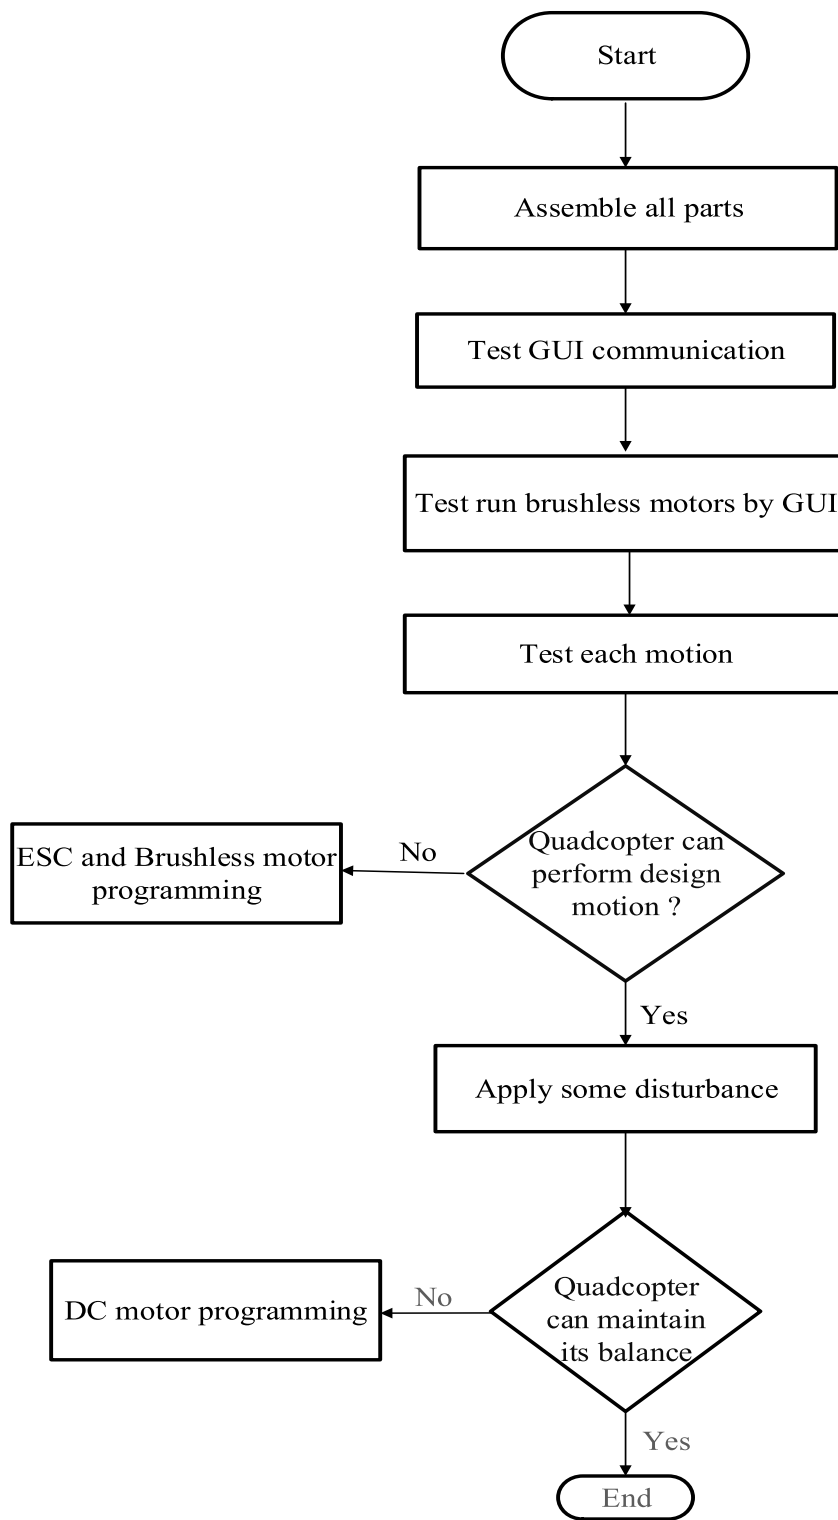 Start
Assemble all parts
Test GUI communication
Test run brushless motors by GUI
Test each motion
Quadcopter can
perform design
motion ?
No
ESC and Brushless motor
programming
Yes
Apply some disturbance
Quadcopter
can maintain
its balance
No
DC motor programming
Yes
End